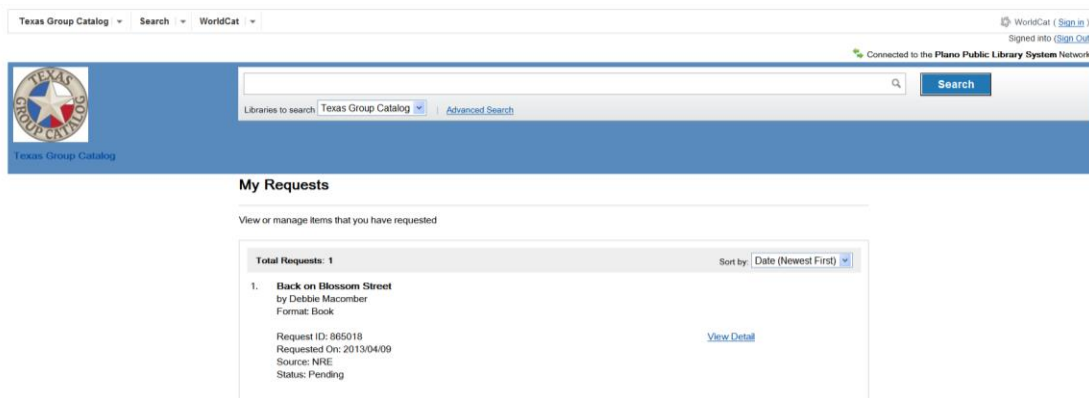 Texas Group Catalog Search WorldCat
WorldCat ( Sign in )
Signed into (Sign Out
Connected to the Plano Public Library System Network
TEXAS
GROUP CATALOG
Search
Libraries to search Texas Group Catalog | Advanced Search
Texas Group Catalog
My Requests
View or manage items that you have requested
Total Requests: 1 Sort by: Date (Newest First)
1. Back on Blossom Street
by Debbie Macomber
Format: Book
Request ID: 865018 View Detail
Requested On: 2013/04/09
Source: NRE
Status: Pending